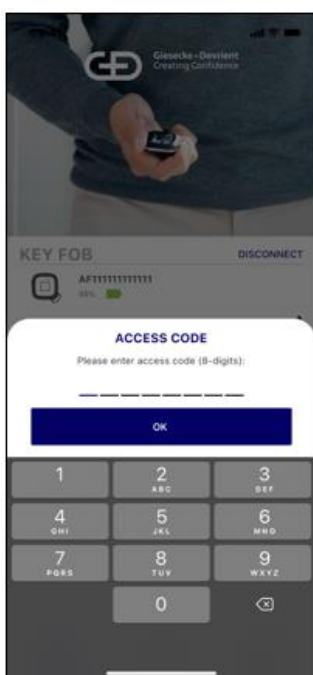 Giesecke+Devrient
Creating Confidence
KEY FOB
DISCONNECT
AF111111111111
ACCESS CODE
Please enter access code (8-digits):
OK
1
2 ABC
3 DEF
4 GHI
5 JKL
6 MNO
7 PQRS
8 TUV
9 WXYZ
0